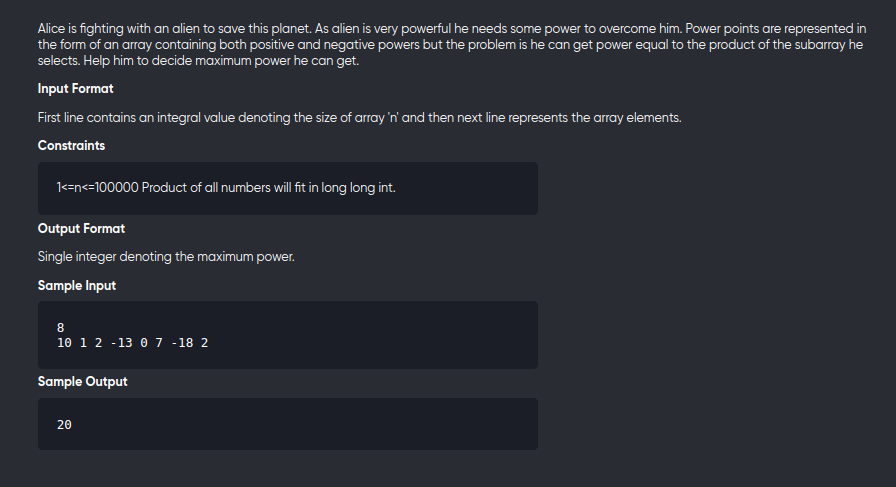 Alice is fighting with an alien to save this planet. As alien is very powerful he needs some power to overcome him. Power points are represented in
the form of an array containing both positive and negative powers but the problem is he can get power equal to the product of the subarray he
selects. Help him to decide maximum power he can get.
Input Format
First line contains an integral value denoting the size of array 'n' and then next line represents the array elements.
Constraints
1<=n<=100000 Product of all numbers will fit in long long int.
Output Format
Single integer denoting the maximum power.
Sample Input
8
10 1 2 -13 0 7 -18 2
Sample Output
20